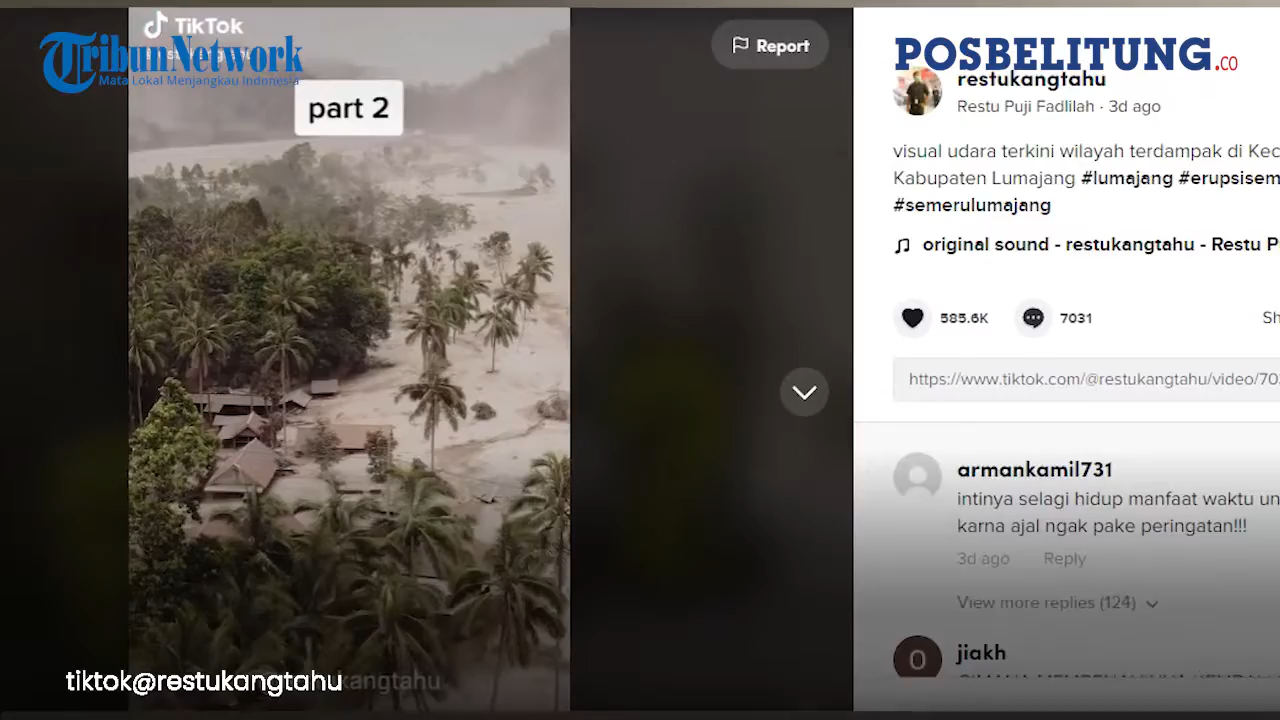 TikTok
TribunNetwork
Mata Lokal Menjangkau Indonesia
part 2
Report
POSBELITUNG.co
restukangtahu
Restu Puji Fadlilah · 3d ago
visual udara terkini wilayah terdampak di Kec
Kabupaten Lumajang #lumajang #erupsisem
#semerulumajang
original sound - restukangtahu - Restu P
585.6K
7031
Sh
https://www.tiktok.com/@restukangtahu/video/70
armankamil731
intinya selagi hidup manfaat waktu un
karna ajal ngak pake peringatan!!!
3d ago Reply
View more replies (124)
O
jiakh
tiktok@restukangtahu
kangtahu